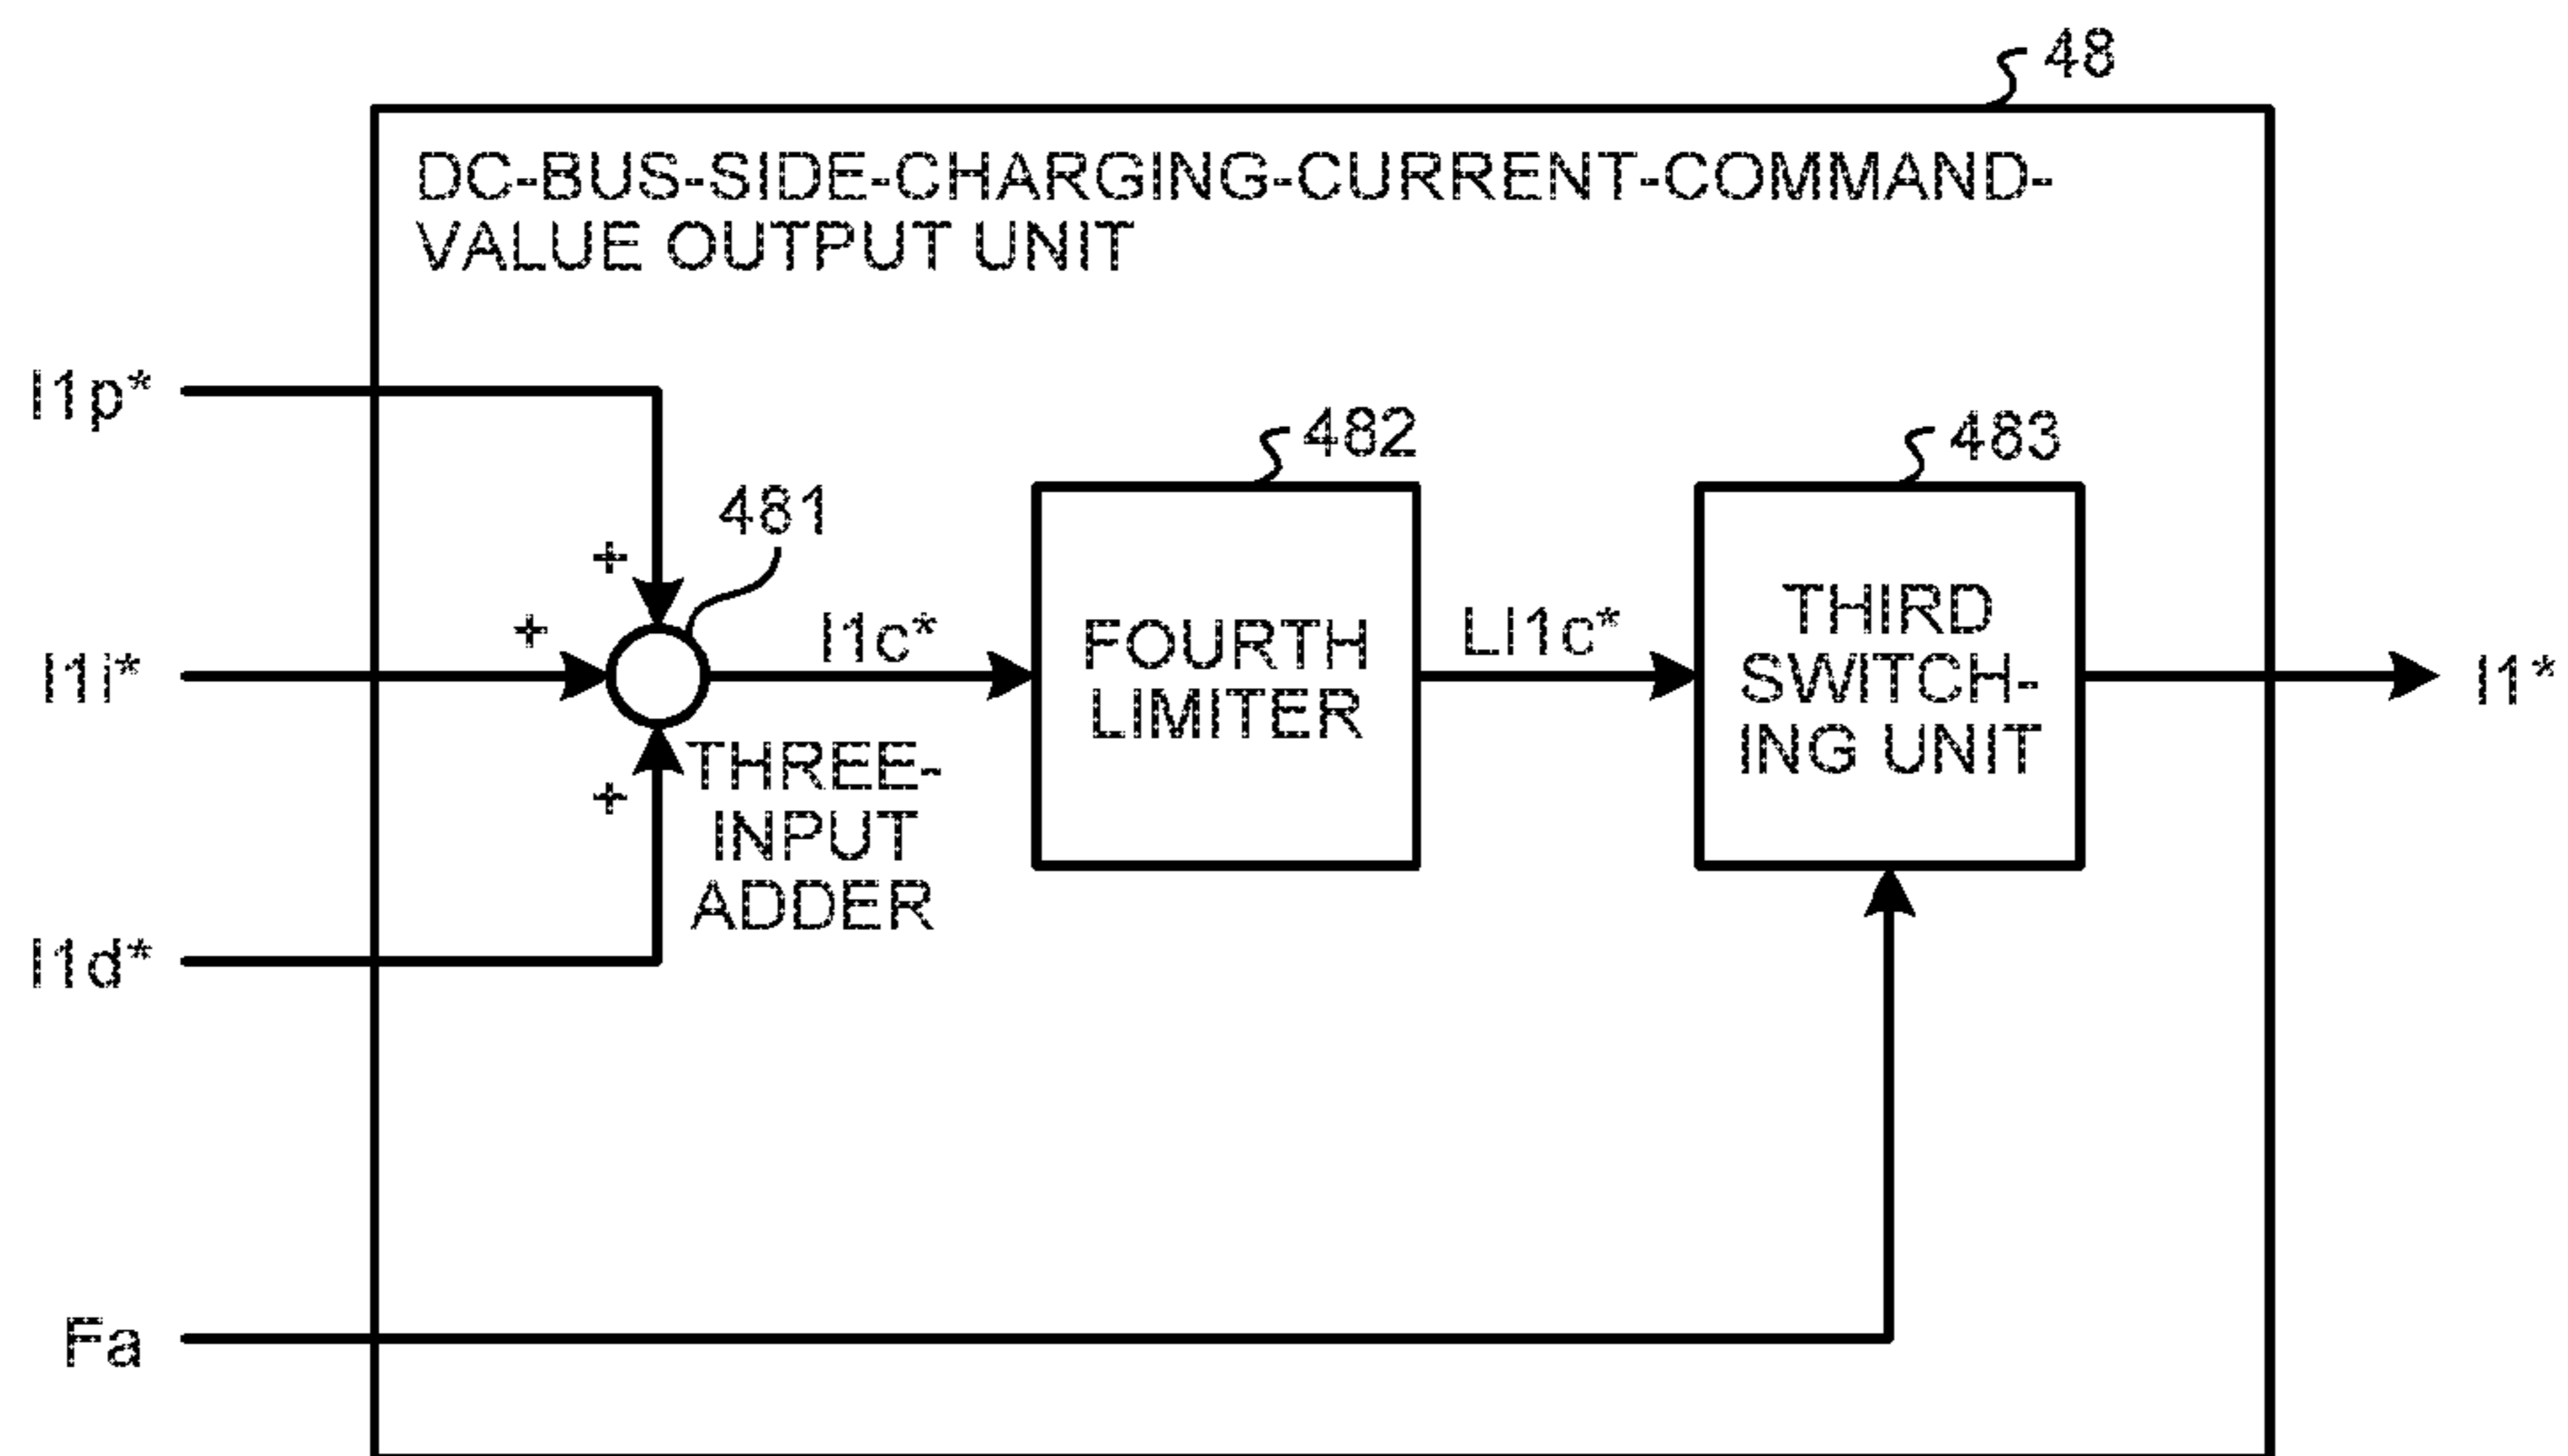 48
DC-BUS-SIDE-CHARGING-CURRENT-COMMAND-
VALUE OUTPUT UNIT
I1p*
482
483
481
+
+
I1i*
I1c*
FOURTH
LIMITER
LI1c*
THIRD
SWITCH-
ING UNIT
I1*
+
THREE-
INPUT
ADDER
I1d*
Fa